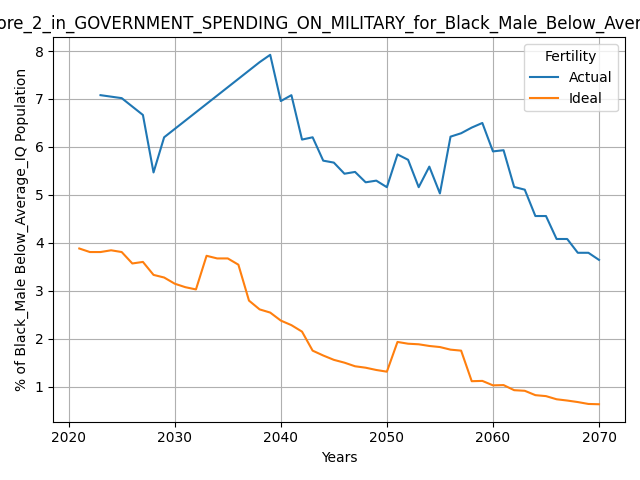 ore_2_in_GOVERNMENT_SPENDING_ON_MILITARY_for_Black_Male_Below_Aver
% of Black_Male Below_Average_IQ Population
8
7
6
5
4
3
2
1
Fertility
Actual
Ideal
2020 2030 2040 2050 2060 2070
Years